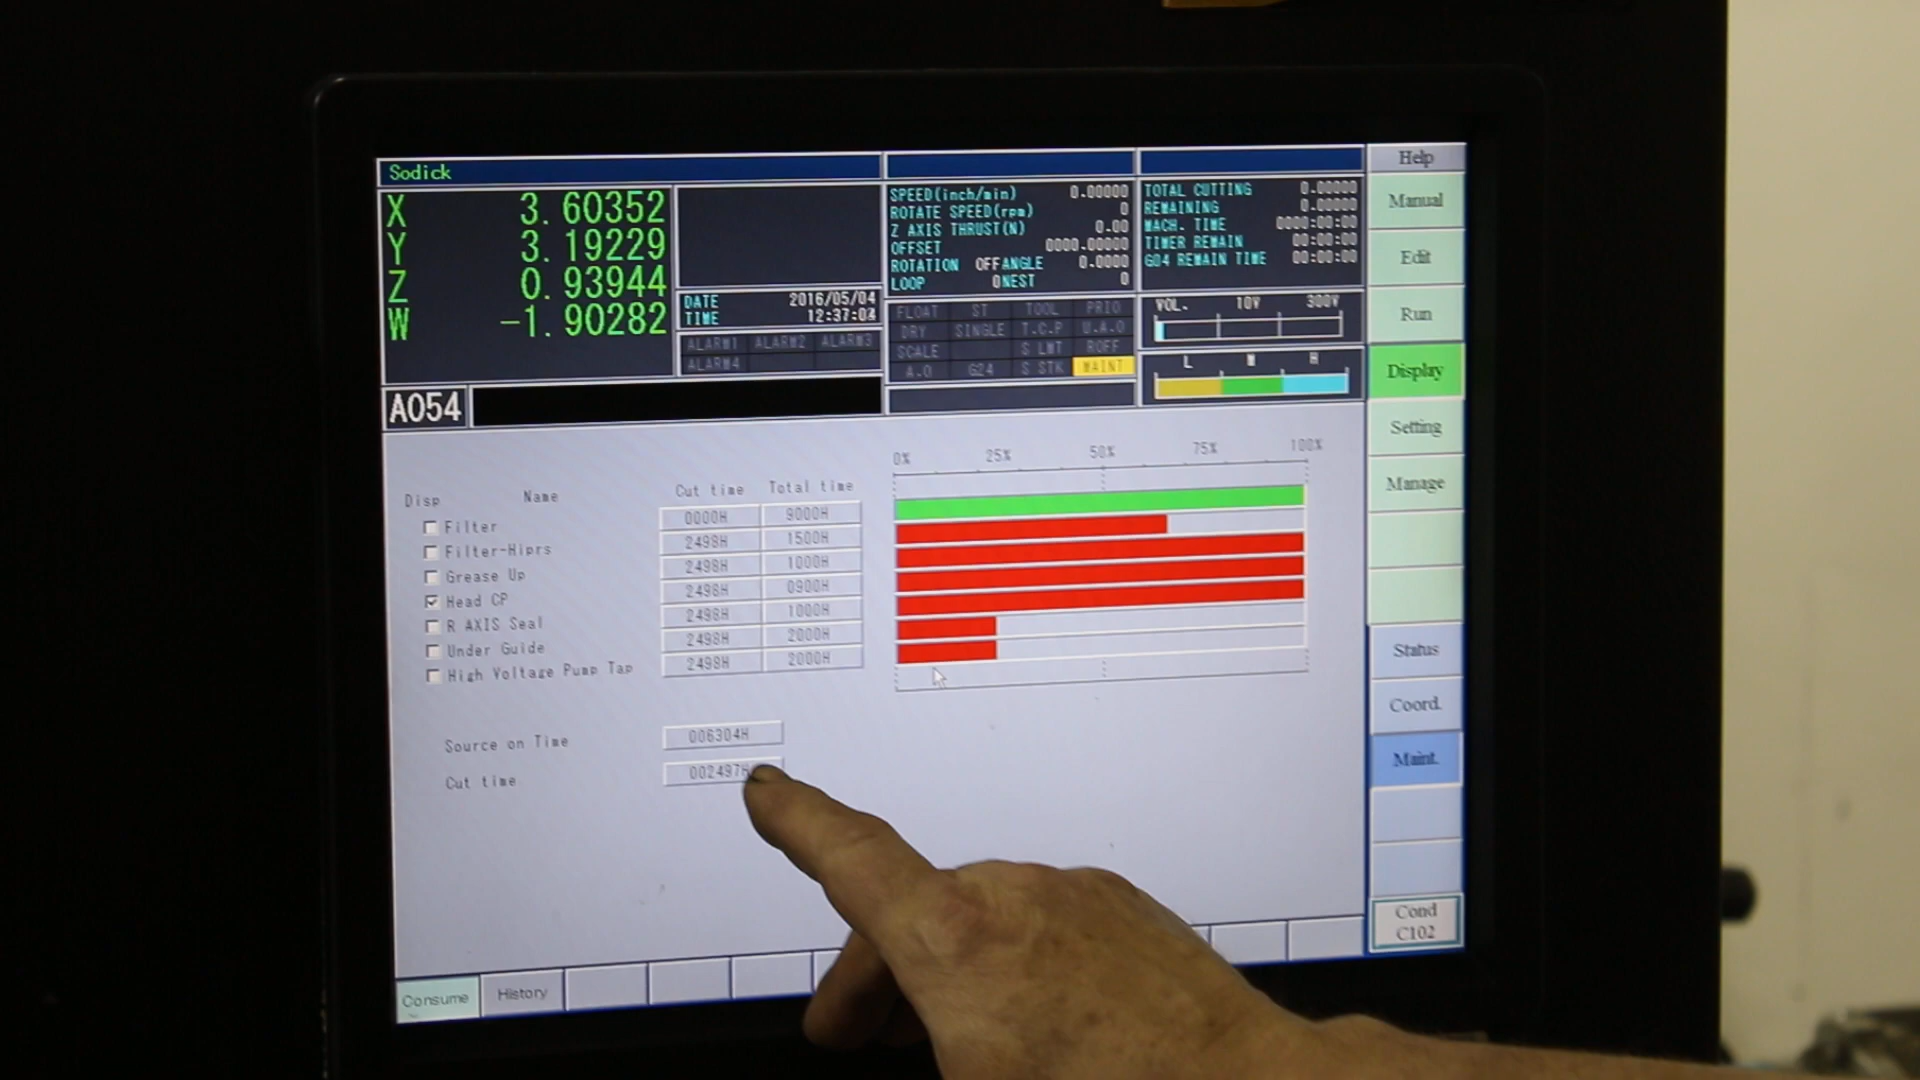 Sodick
Help
X 3.60352
Y 3.19229
Z 0.93944
W -1.90282
DATE 2016/05/04
TIME 12:37:02
ALARM1 ALARM2 ALARM3
ALARM4
SPEED(inch/min) 0.00000
ROTATE SPEED(rpm) 0
Z AXIS THRUST(N) 0.00
OFFSET 0000.00000
ROTATION OFF ANGLE 0.0000
LOOP 0 NEST 0
TOTAL CUTTING 0.00000
REMAINING 0.00000
MACH. TIME 0000:00:00
TIMER REMAIN 00:00:00
G04 REMAIN TIME 00:00:00
FLOAT ST TOOL PRIO
DRY SINGLE T.C.P U.A.O
SCALE S LMT ROFF
A.O G24 S STK MAINT
VOL. 10V 300V
L M H
A054
Manual
Edit
Run
Display
Setting
Manage
Status
Coord.
Maint.
Cond
C102
0% 25% 50% 75% 100%
Disp Name Cut time Total time
Filter 0000H 9000H
Filter-Hiprs 2498H 1500H
Grease Up 2498H 1000H
Head CP 2498H 0900H
R AXIS Seal 2498H 1000H
Under Guide 2498H 2000H
High Voltage Pump Tap 2498H 2000H
Source on Time 006304H
Cut time 002497H
Consume
History